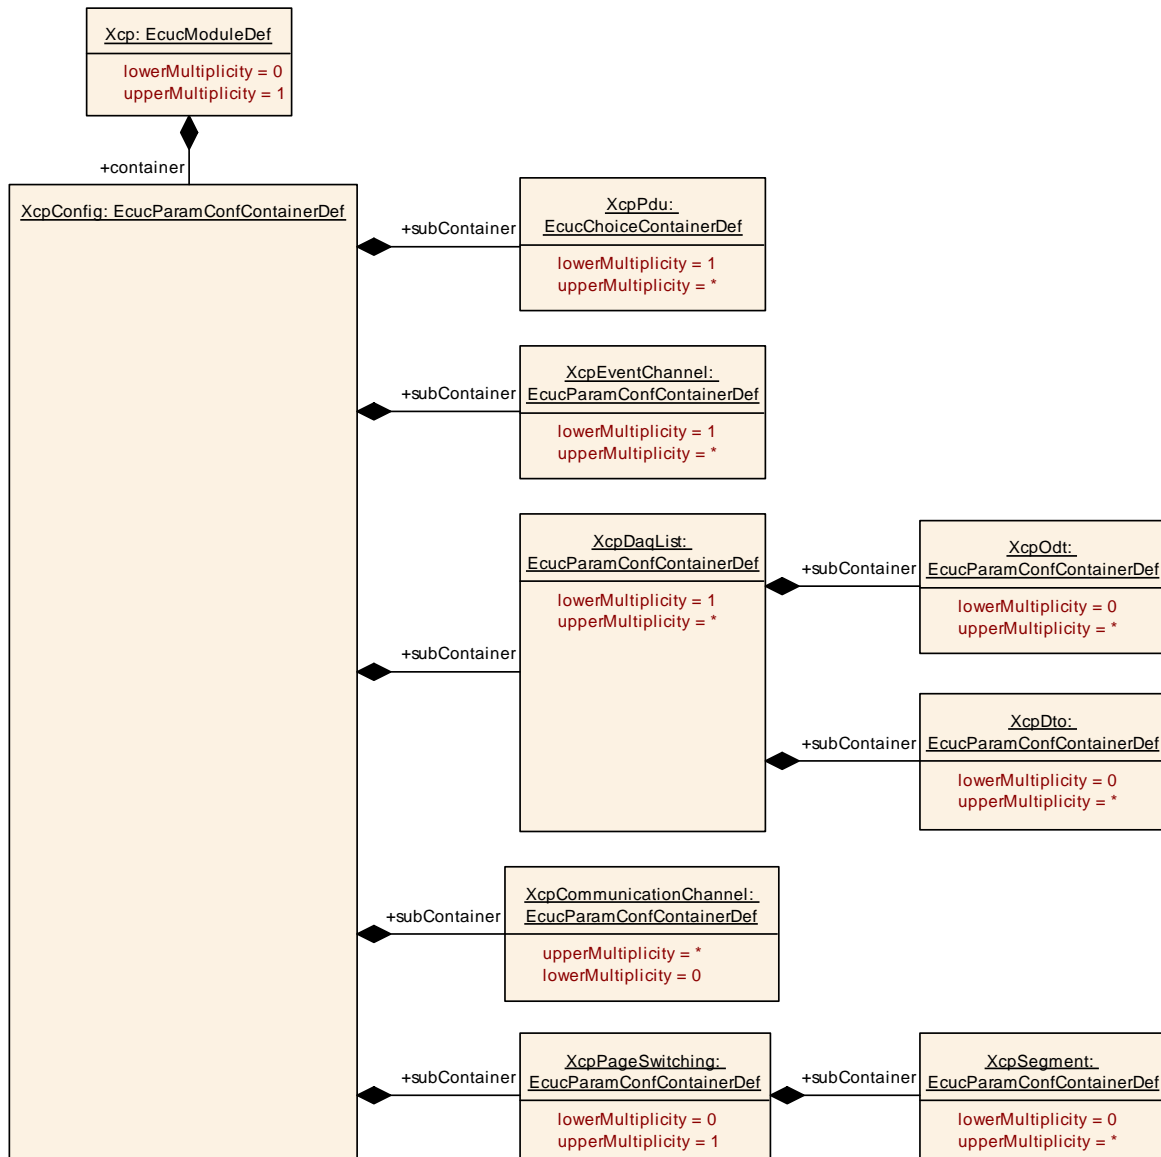 Xcp: EcucModuleDef
lowerMultiplicity = 0
upperMultiplicity = 1
+container
XcpConfig: EcucParamConfContainerDef
+subContainer
XcpPdu:
EcucChoiceContainerDef
lowerMultiplicity = 1
upperMultiplicity = *
+subContainer
XcpEventChannel:
EcucParamConfContainerDef
lowerMultiplicity = 1
upperMultiplicity = *
+subContainer
XcpDaqList:
EcucParamConfContainerDef
lowerMultiplicity = 1
upperMultiplicity = *
+subContainer
XcpOdt:
EcucParamConfContainerDef
lowerMultiplicity = 0
upperMultiplicity = *
+subContainer
XcpDto:
EcucParamConfContainerDef
lowerMultiplicity = 0
upperMultiplicity = *
+subContainer
XcpCommunicationChannel:
EcucParamConfContainerDef
upperMultiplicity = *
lowerMultiplicity = 0
+subContainer
XcpPageSwitching:
EcucParamConfContainerDef
lowerMultiplicity = 0
upperMultiplicity = 1
+subContainer
XcpSegment:
EcucParamConfContainerDef
lowerMultiplicity = 0
upperMultiplicity = *